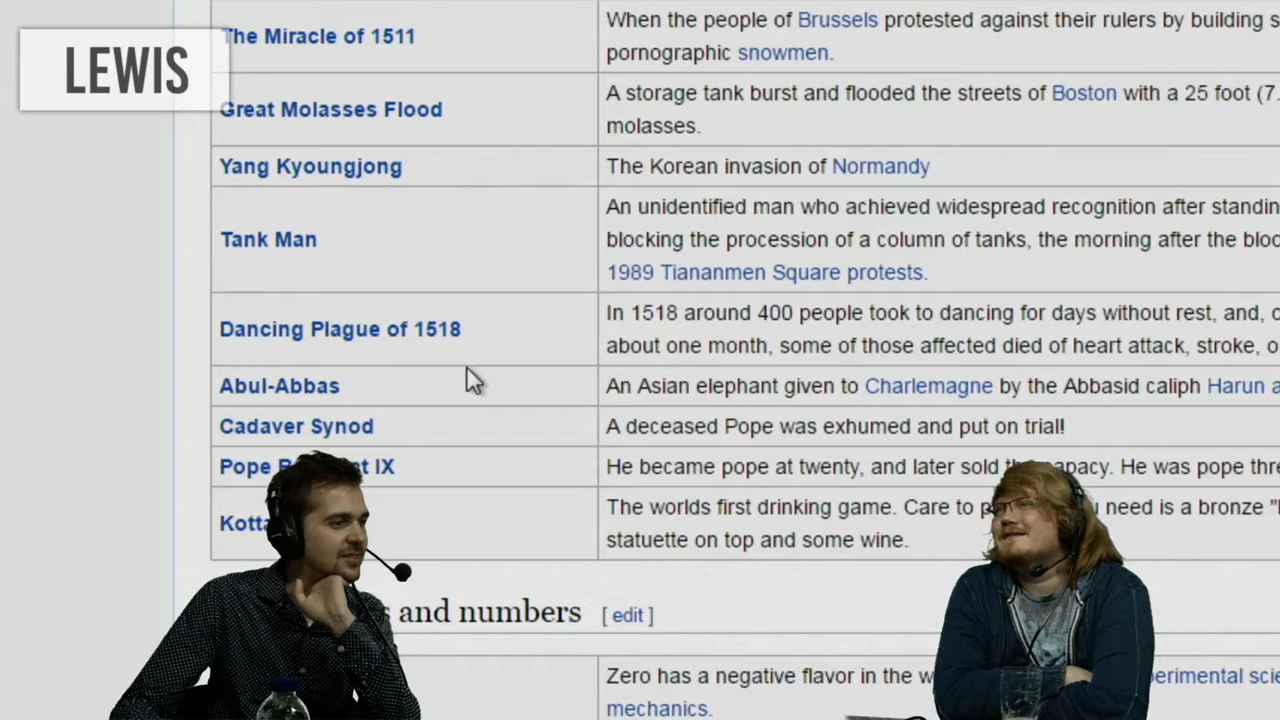 LEWIS
The Miracle of 1511
When the people of Brussels protested against their rulers by building
pornographic snowmen.
Great Molasses Flood
A storage tank burst and flooded the streets of Boston with a 25 foot (7.
molasses.
Yang Kyoungjong
The Korean invasion of Normandy
Tank Man
An unidentified man who achieved widespread recognition after standin
blocking the procession of a column of tanks, the morning after the bloo
1989 Tiananmen Square protests.
Dancing Plague of 1518
In 1518 around 400 people took to dancing for days without rest, and,
about one month, some of those affected died of heart attack, stroke,
Abul-Abbas
An Asian elephant given to Charlemagne by the Abbasid caliph Harun
Cadaver Synod
A deceased Pope was exhumed and put on trial!
Pope IX
He became pope at twenty, and later sold apacy. He was pope thre
Kotta
The worlds first drinking game. Care to need is a bronze
statuette on top and some wine.
and numbers [ edit ]
Zero has a negative flavor in the w
mechanics.